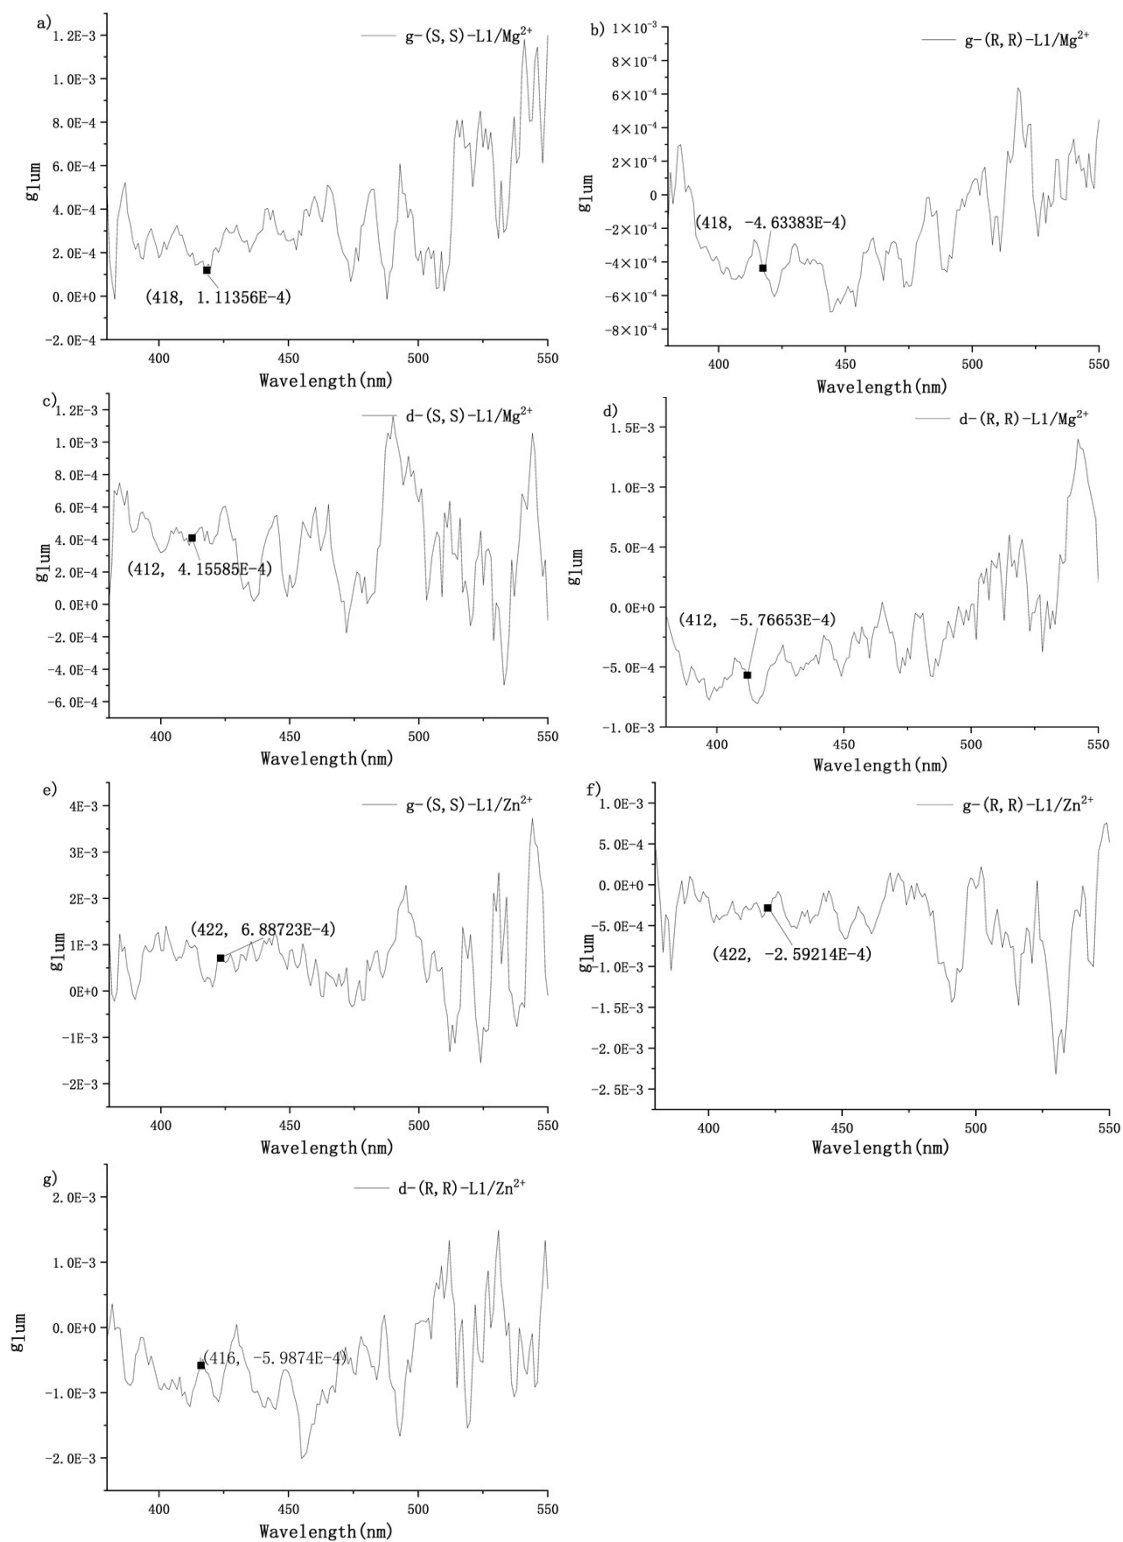 a)
g-(S,S)-L1/Mg²⁺
1.2E-3
1.0E-3
8.0E-4
6.0E-4
4.0E-4
2.0E-4
0.0E+0
-2.0E-4
glum
(418, 1.11356E-4)
400
450
500
550
Wavelength(nm)
b)
g-(R,R)-L1/Mg²⁺
1×10⁻³
8×10⁻⁴
6×10⁻⁴
4×10⁻⁴
2×10⁻⁴
0
-2×10⁻⁴
-4×10⁻⁴
-6×10⁻⁴
-8×10⁻⁴
glum
(418, -4.63383E-4)
400
450
500
550
Wavelength(nm)
c)
d-(S,S)-L1/Mg²⁺
1.2E-3
1.0E-3
8.0E-4
6.0E-4
4.0E-4
2.0E-4
0.0E+0
-2.0E-4
-4.0E-4
-6.0E-4
glum
(412, 4.15585E-4)
400
450
500
550
Wavelength(nm)
d)
d-(R,R)-L1/Mg²⁺
1.5E-3
1.0E-3
5.0E-4
0.0E+0
-5.0E-4
-1.0E-3
glum
(412, -5.76653E-4)
400
450
500
550
Wavelength(nm)
e)
g-(S,S)-L1/Zn²⁺
4E-3
3E-3
2E-3
1E-3
0E+0
-1E-3
-2E-3
glum
(422, 6.88723E-4)
400
450
500
550
Wavelength(nm)
f)
g-(R,R)-L1/Zn²⁺
1.0E-3
5.0E-4
0.0E+0
-5.0E-4
-1.0E-3
-1.5E-3
-2.0E-3
-2.5E-3
glum
(422, -2.59214E-4)
400
450
500
550
Wavelength(nm)
g)
d-(R,R)-L1/Zn²⁺
2.0E-3
1.0E-3
0.0E+0
-1.0E-3
-2.0E-3
glum
(416, -5.9874E-4)
400
450
500
550
Wavelength(nm)